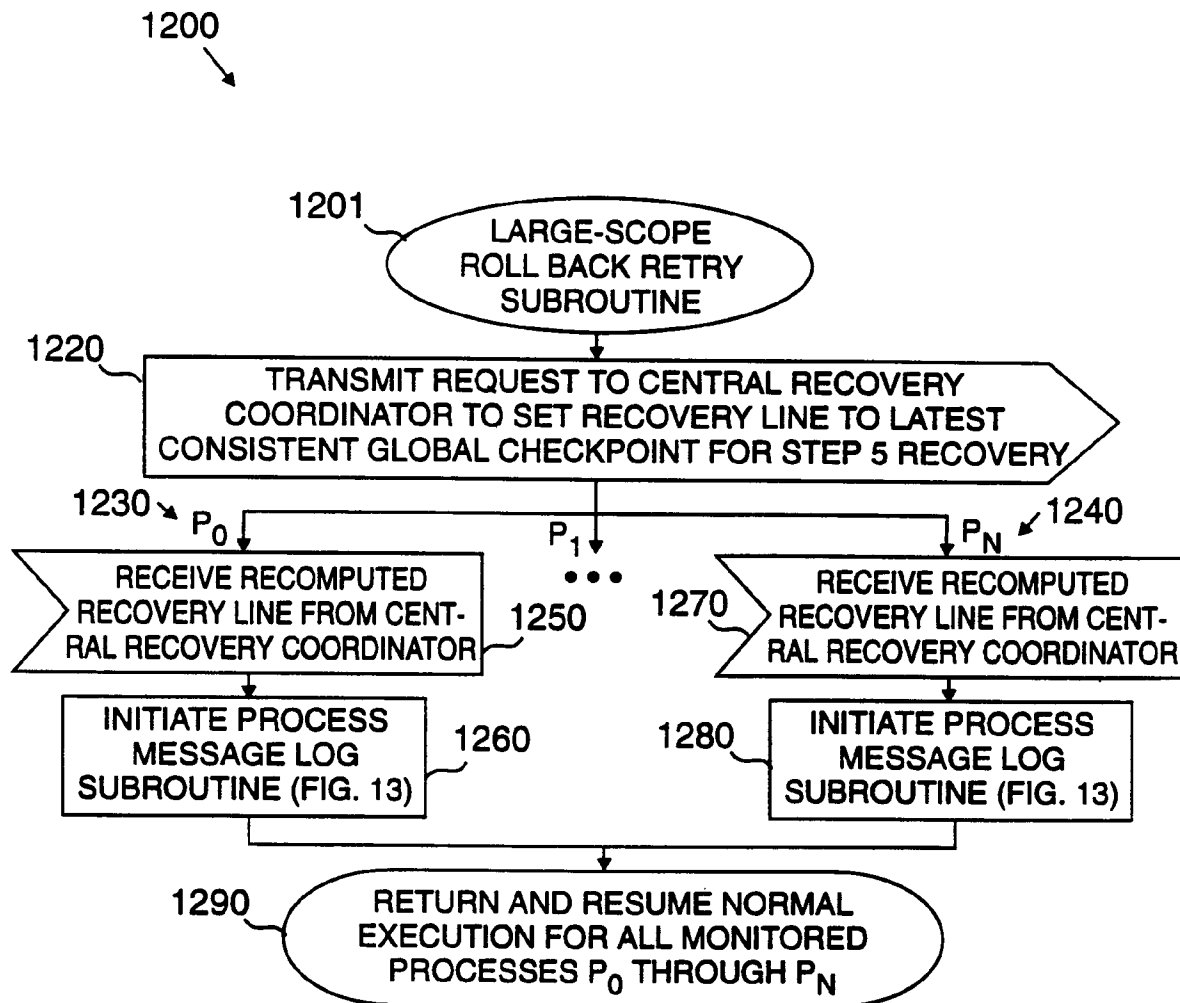 1200
1201
LARGE-SCOPE
ROLL BACK RETRY
SUBROUTINE
1220
TRANSMIT REQUEST TO CENTRAL RECOVERY
COORDINATOR TO SET RECOVERY LINE TO LATEST
CONSISTENT GLOBAL CHECKPOINT FOR STEP 5 RECOVERY
1230
P0
P1
PN
1240
RECEIVE RECOMPUTED
RECOVERY LINE FROM CENT-
RAL RECOVERY COORDINATOR
1250
1270
RECEIVE RECOMPUTED
RECOVERY LINE FROM CENT-
RAL RECOVERY COORDINATOR
INITIATE PROCESS
MESSAGE LOG
SUBROUTINE (FIG. 13)
1260
1280
INITIATE PROCESS
MESSAGE LOG
SUBROUTINE (FIG. 13)
1290
RETURN AND RESUME NORMAL
EXECUTION FOR ALL MONITORED
PROCESSES P0 THROUGH PN